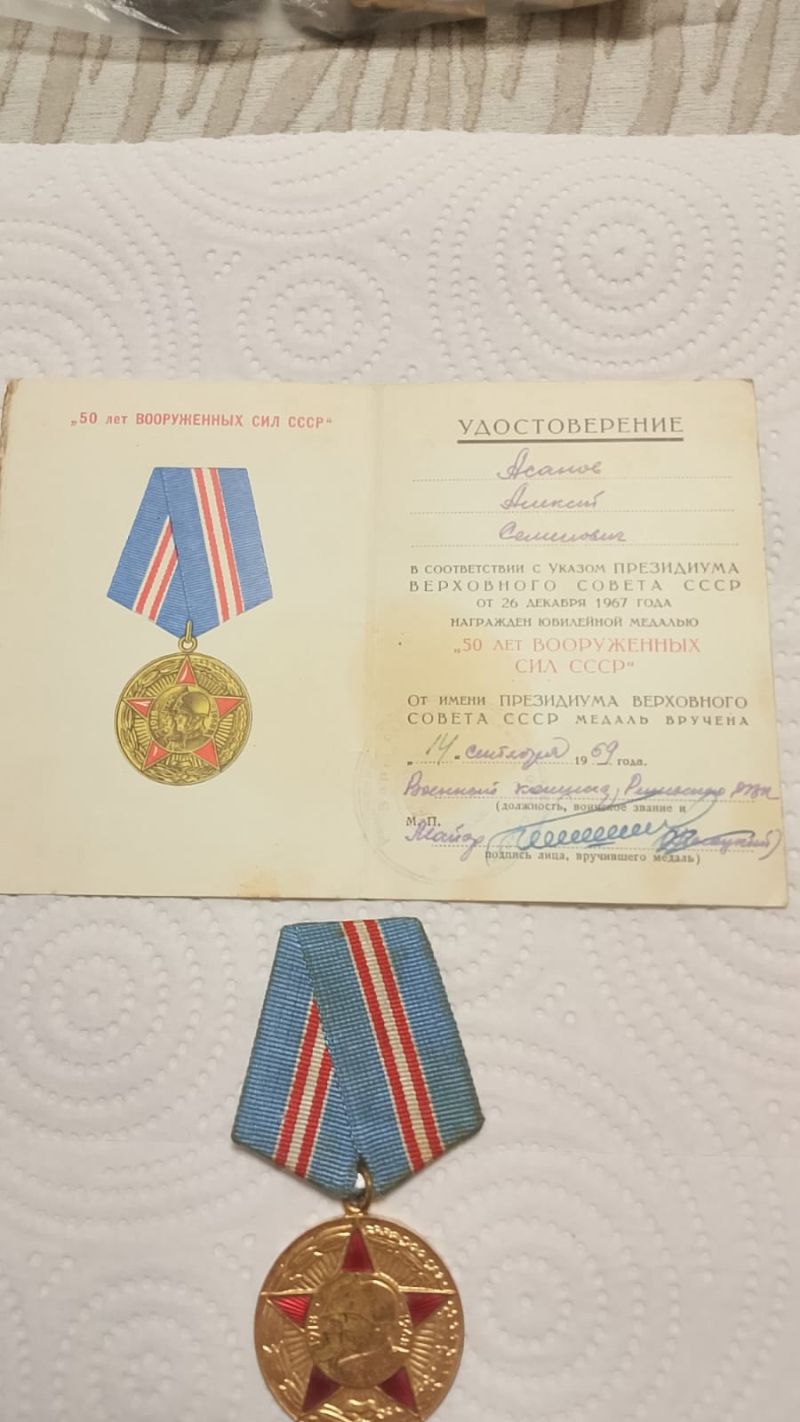 „50 лет ВООРУЖЕННЫХ СИЛ СССР“
УДОСТОВЕРЕНИЕ
Асанов
Алексей
Семенович
В СООТВЕТСТВИИ С УКАЗОМ ПРЕЗИДИУМА
ВЕРХОВНОГО СОВЕТА СССР
ОТ 26 ДЕКАБРЯ 1967 ГОДА
НАГРАЖДЕН ЮБИЛЕЙНОЙ МЕДАЛЬЮ
„50 ЛЕТ ВООРУЖЕННЫХ
СИЛ СССР“
ОТ ИМЕНИ ПРЕЗИДИУМА ВЕРХОВНОГО
СОВЕТА СССР МЕДАЛЬ ВРУЧЕНА
„14“ сентября 1969 года.
Военный
(должность, воинское звание и
М.П.
Майор
подпись лица, вручившего медаль)
1918 1968